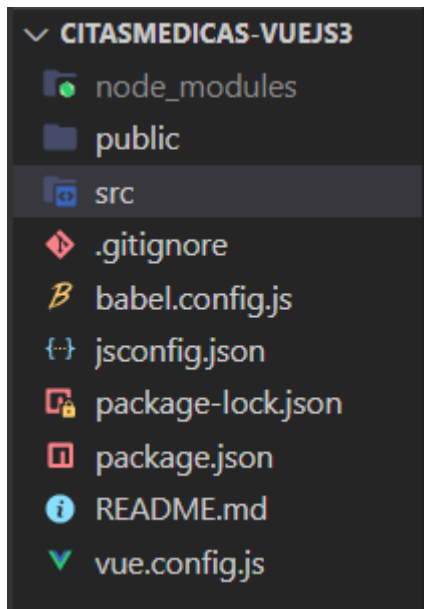 CITASMEDICAS-VUEJS3
node_modules
public
src
.gitignore
babel.config.js
jsconfig.json
package-lock.json
package.json
README.md
vue.config.js